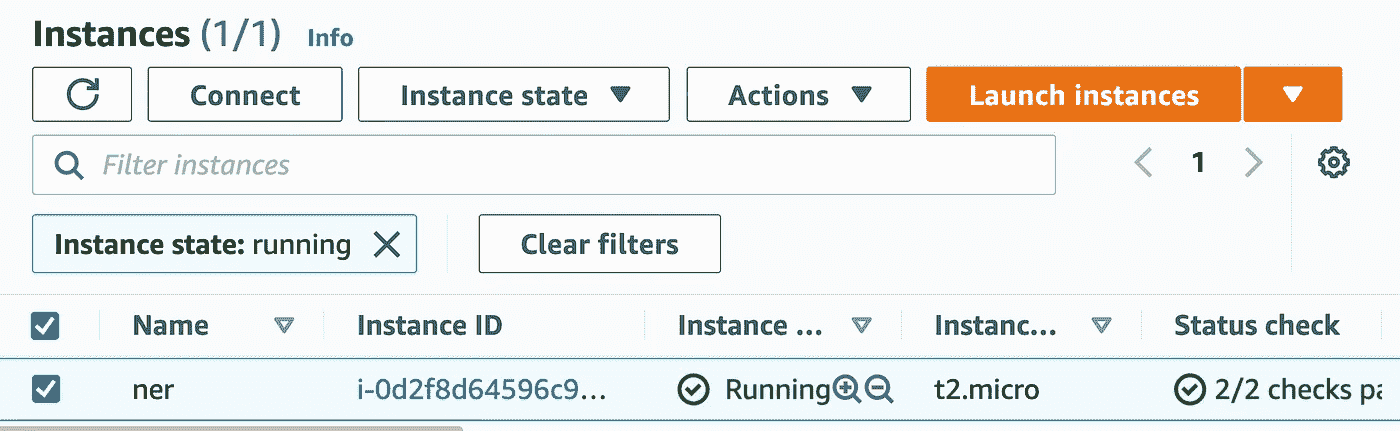 Instances (1/1) Info
Connect Instance state Actions Launch instances
Filter instances 1
Instance state: running Clear filters
Name Instance ID Instance ... Instanc... Status check
ner i-0d2f8d64596c9... Running t2.micro 2/2 checks pa